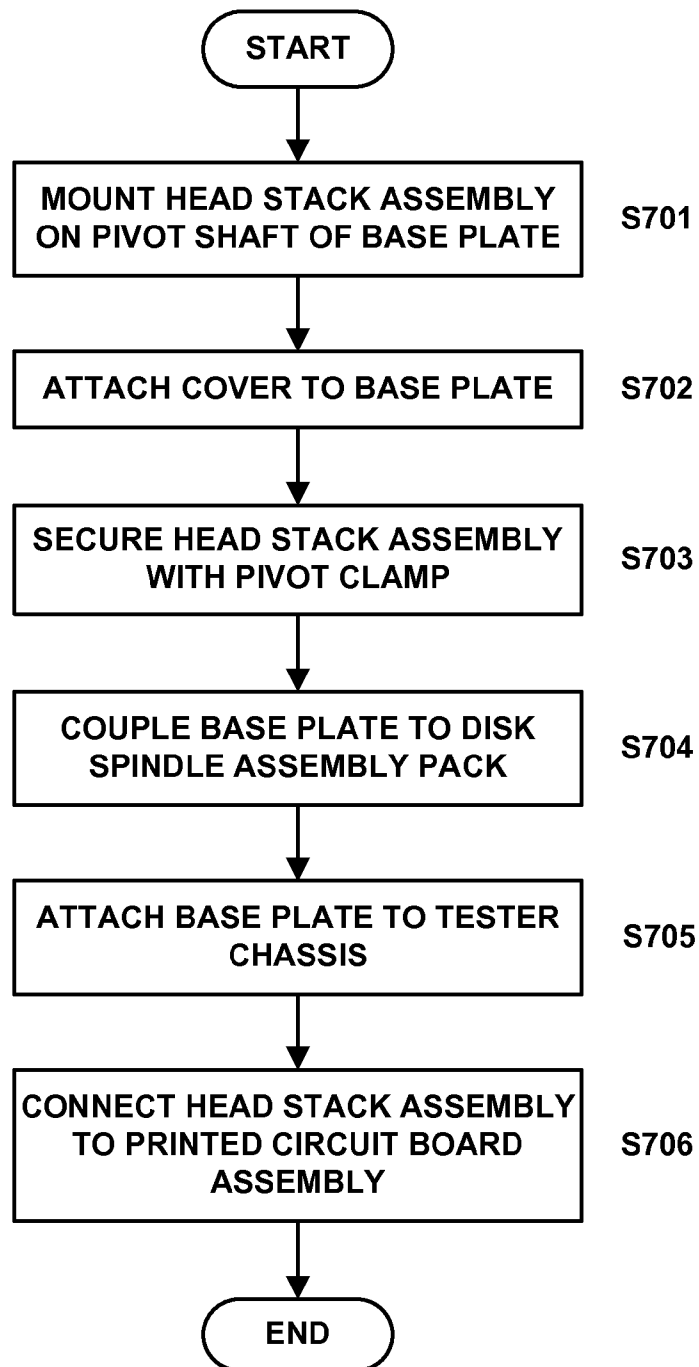 START
MOUNT HEAD STACK ASSEMBLY
ON PIVOT SHAFT OF BASE PLATE
S701
ATTACH COVER TO BASE PLATE
S702
SECURE HEAD STACK ASSEMBLY
WITH PIVOT CLAMP
S703
COUPLE BASE PLATE TO DISK
SPINDLE ASSEMBLY PACK
S704
ATTACH BASE PLATE TO TESTER
CHASSIS
S705
CONNECT HEAD STACK ASSEMBLY
TO PRINTED CIRCUIT BOARD
ASSEMBLY
S706
END